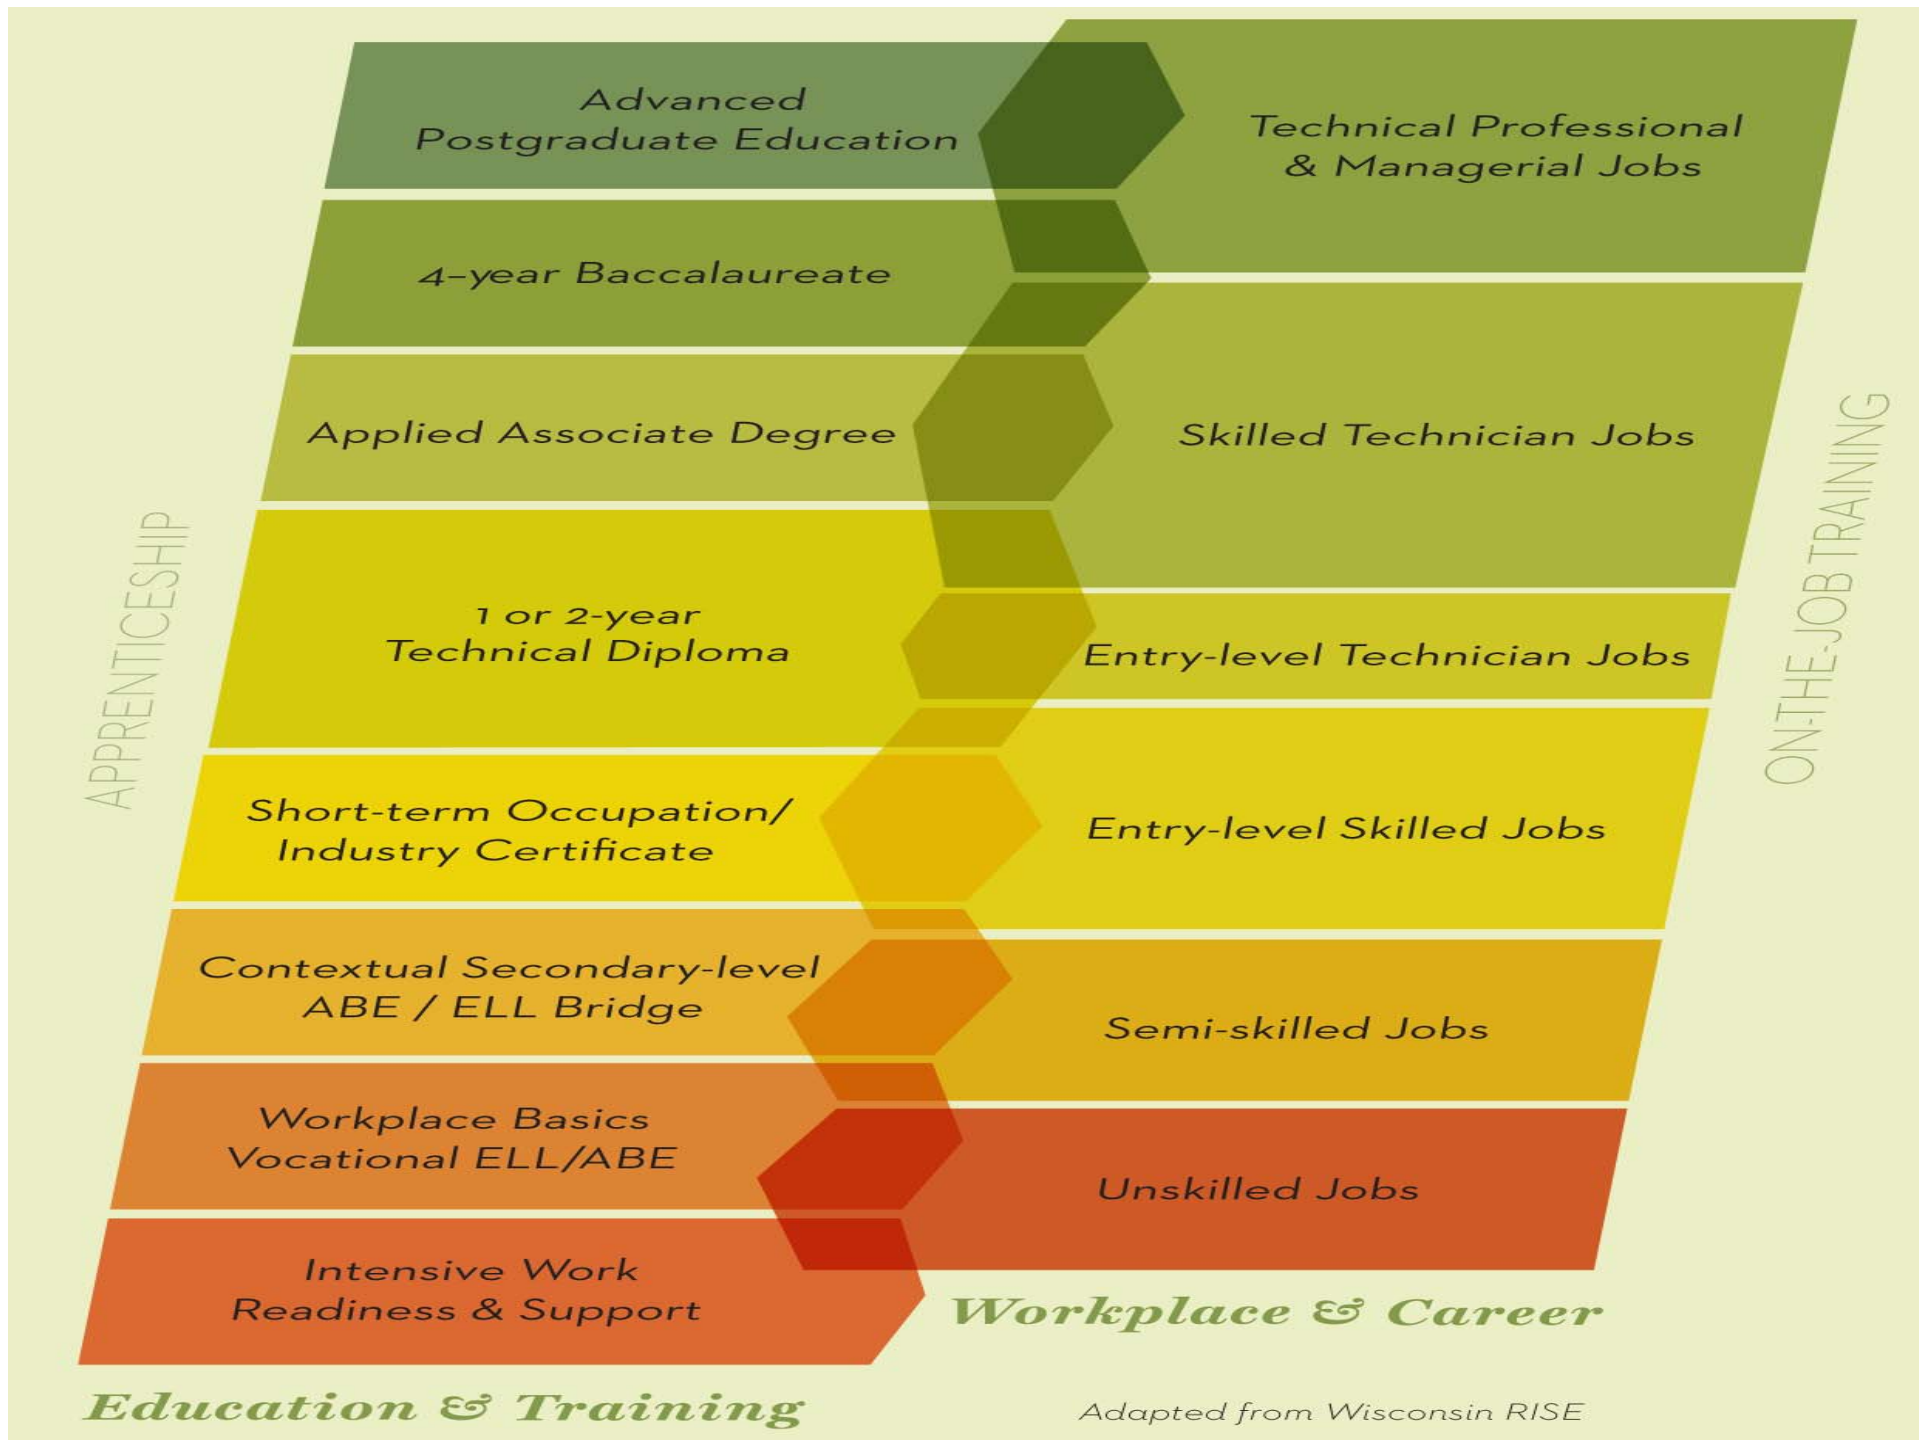 Advanced
Postgraduate Education
4-year Baccalaureate
Applied Associate Degree
1 or 2-year
Technical Diploma
Short-term Occupation/
Industry Certificate
Contextual Secondary-level
ABE / ELL Bridge
Workplace Basics
Vocational ELL/ABE
Intensive Work
Readiness & Support
Education & Training
APPRENTICESHIP
Technical Professional
& Managerial Jobs
Skilled Technician Jobs
Entry-level Technician Jobs
Entry-level Skilled Jobs
Semi-skilled Jobs
Unskilled Jobs
Workplace & Career
ON-THE-JOB TRAINING
Adapted from Wisconsin RISE